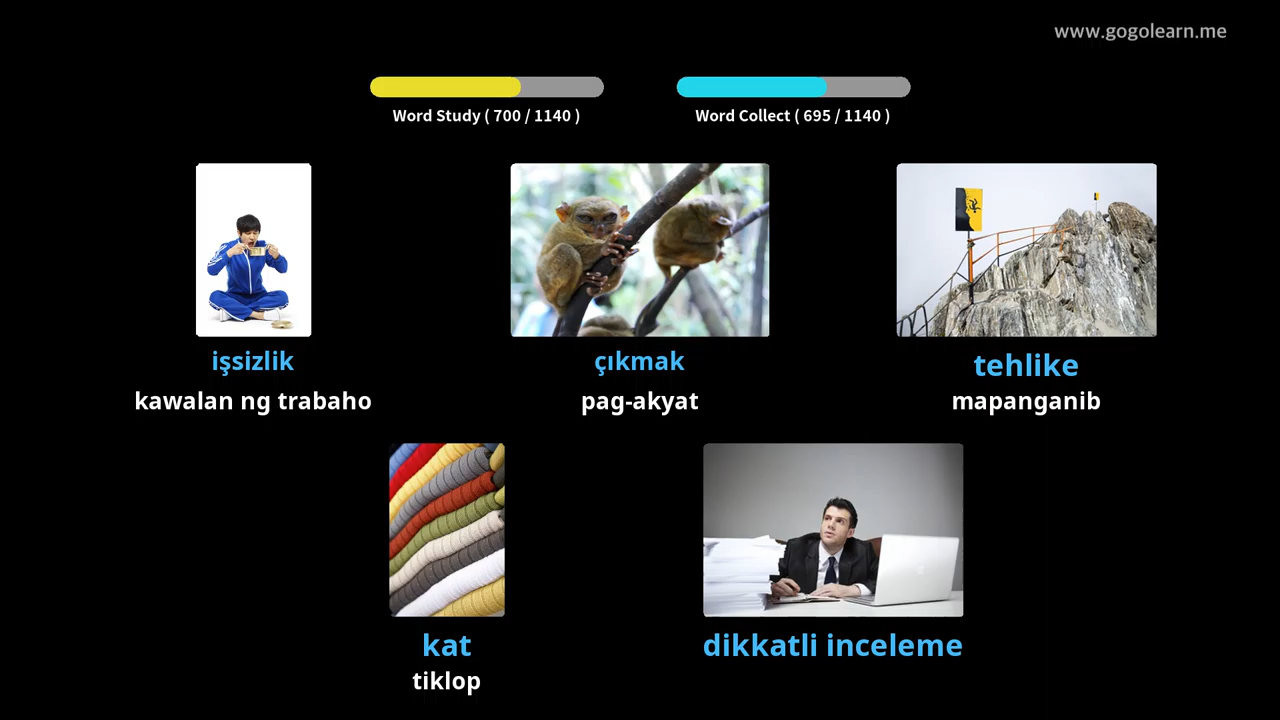 www.gogolearn.me
Word Study ( 700 / 1140 )
Word Collect ( 695 / 1140 )
işsizlik
kawalan ng trabaho
çıkmak
pag-akyat
tehlike
mapanganib
kat
tiklop
dikkatli inceleme